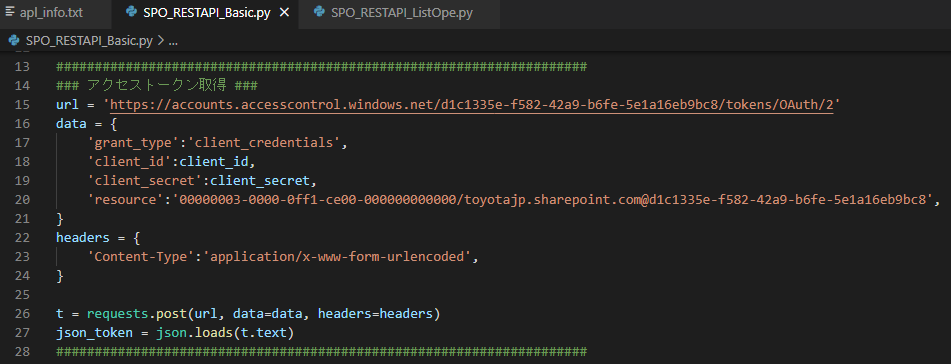 apl_info.txt SPO_RESTAPI_Basic.py × SPO_RESTAPI_ListOpe.py
SPO_RESTAPI_Basic.py > ...
13 ######################################################################
14 ### アクセストークン取得 ###
15 url = 'https://accounts.accesscontrol.windows.net/d1c1335e-f582-42a9-b6fe-5e1a16eb9bc8/tokens/OAuth/2'
16 data = {
17 'grant_type':'client_credentials',
18 'client_id':client_id,
19 'client_secret':client_secret,
20 'resource':'00000003-0000-0ff1-ce00-000000000000/toyotajp.sharepoint.com@d1c1335e-f582-42a9-b6fe-5e1a16eb9bc8',
21 }
22 headers = {
23 'Content-Type':'application/x-www-form-urlencoded',
24 }
25
26 t = requests.post(url, data=data, headers=headers)
27 json_token = json.loads(t.text)
28 ######################################################################